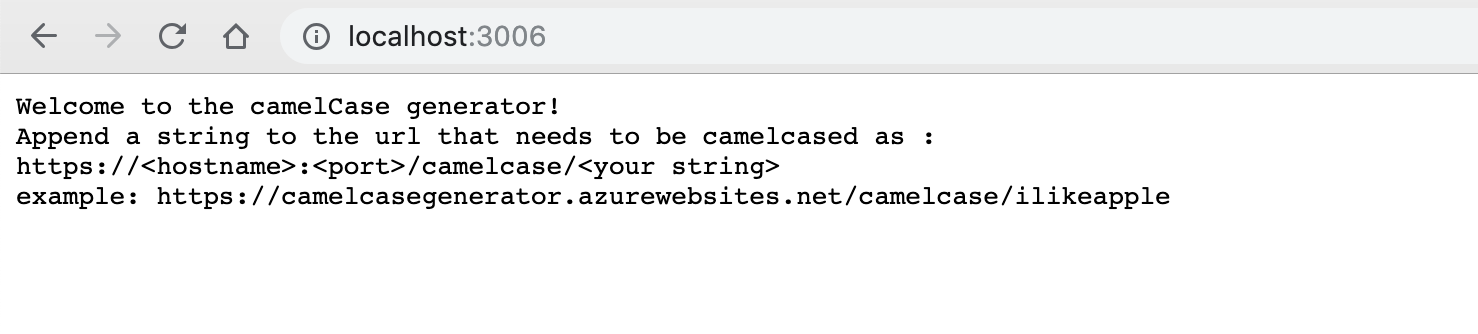 localhost:3006
Welcome to the camelCase generator!
Append a string to the url that needs to be camelcased as :
https://<hostname>:<port>/camelcase/<your string>
example: https://camelcasegenerator.azurewebsites.net/camelcase/ilikeapple